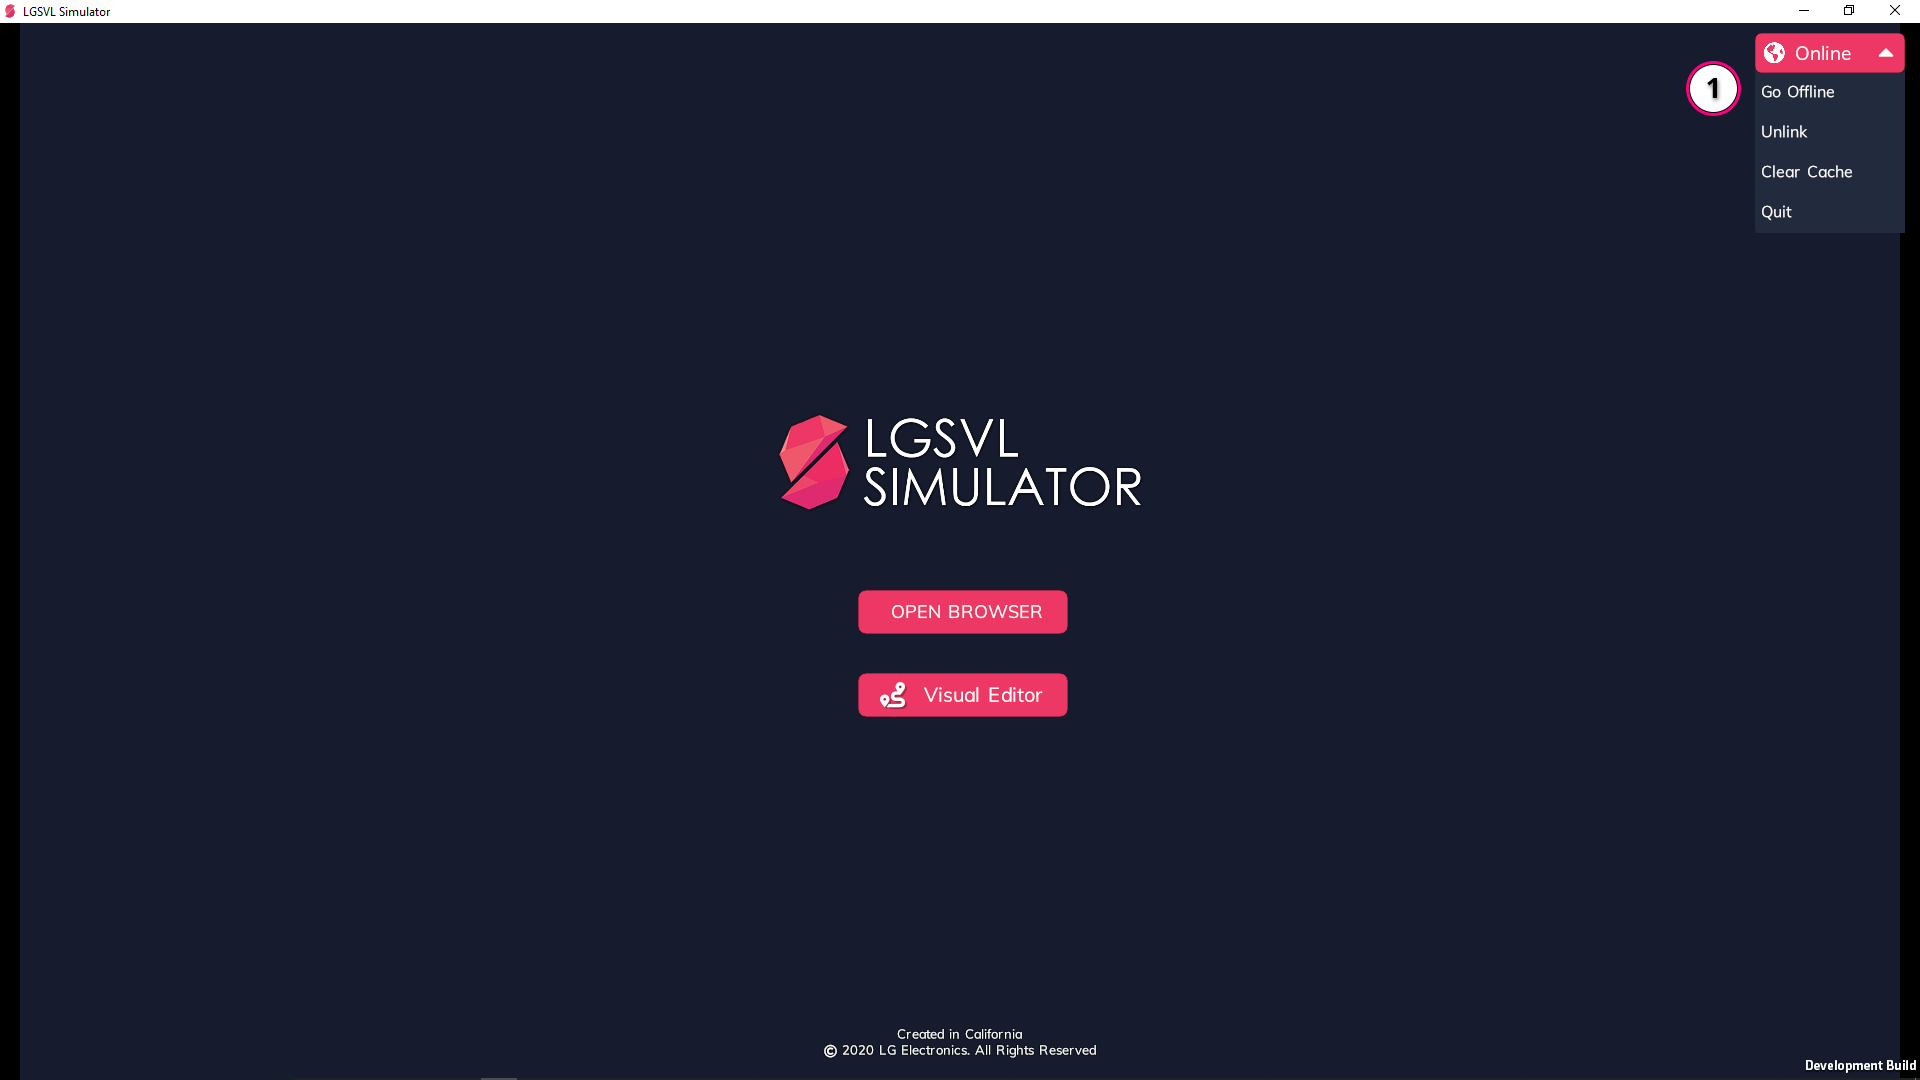 LGSVL Simulator
Online
1
Go Offline
Unlink
Clear Cache
Quit
LGSVL
SIMULATOR
OPEN BROWSER
Visual Editor
Created in California
© 2020 LG Electronics. All Rights Reserved
Development Build